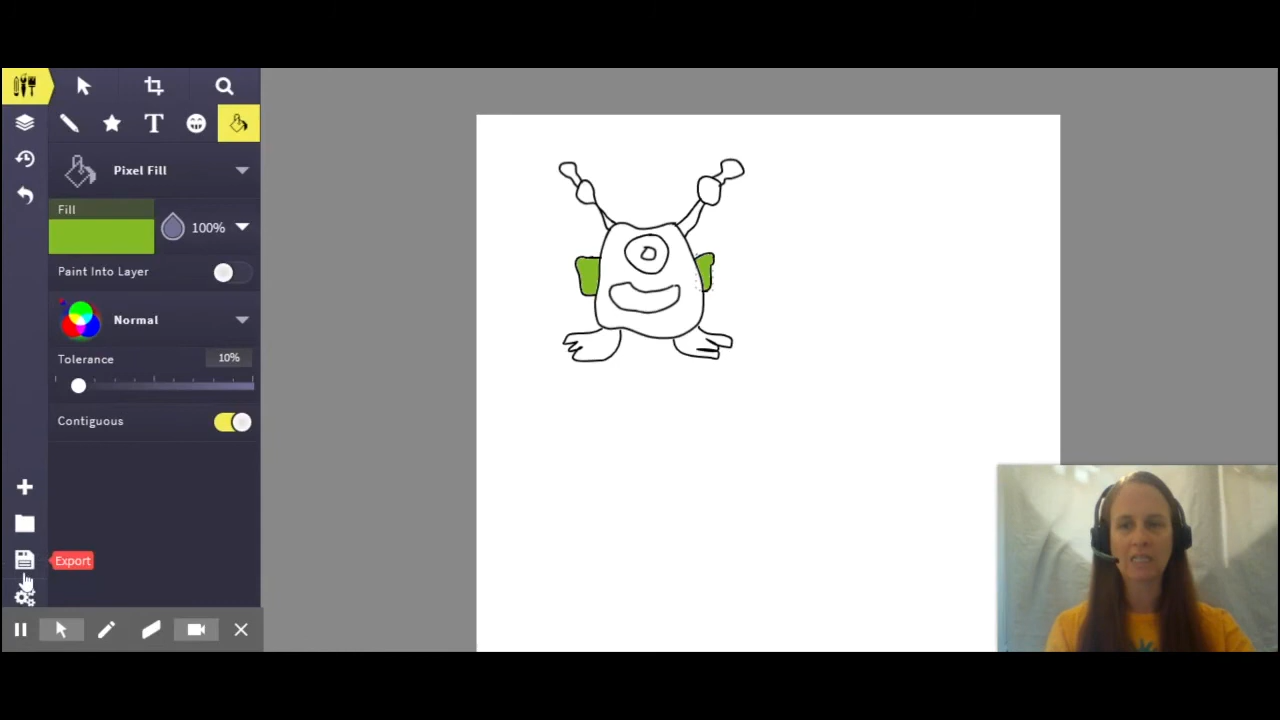 T
Pixel Fill
Fill
100%
Paint Into Layer
Normal
Tolerance
10%
Contiguous
Export